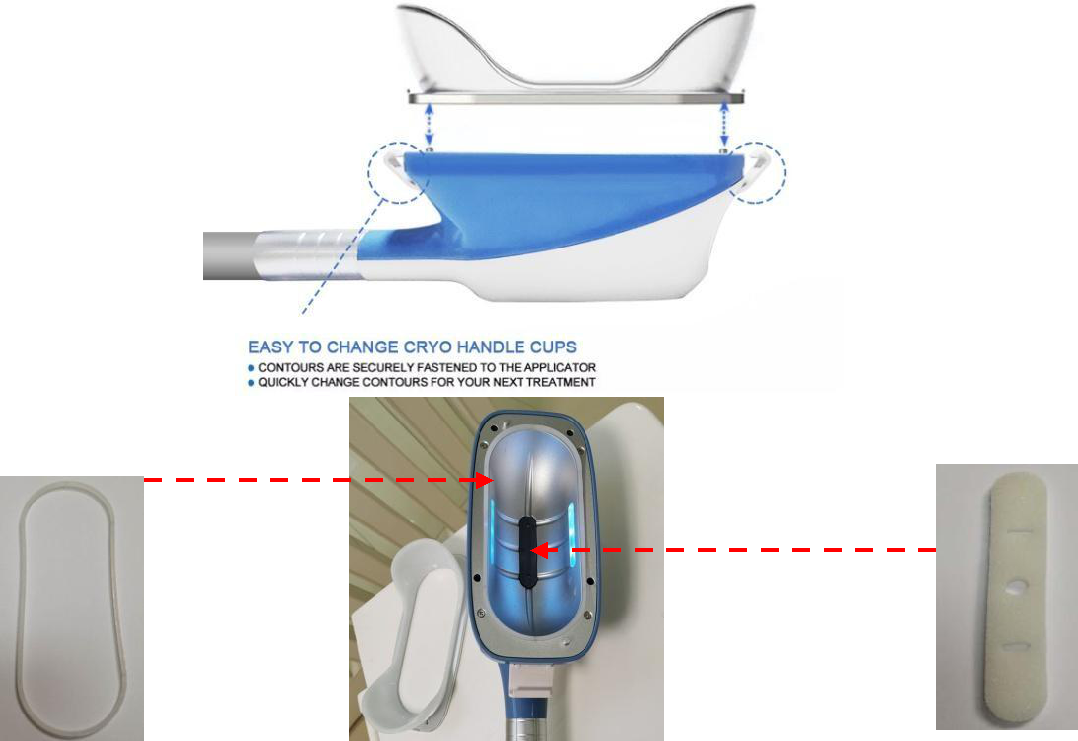 EASY TO CHANGE CRYO HANDLE CUPS
● CONTOURS ARE SECURELY FASTENED TO THE APPLICATOR
● QUICKLY CHANGE CONTOURS FOR YOUR NEXT TREATMENT